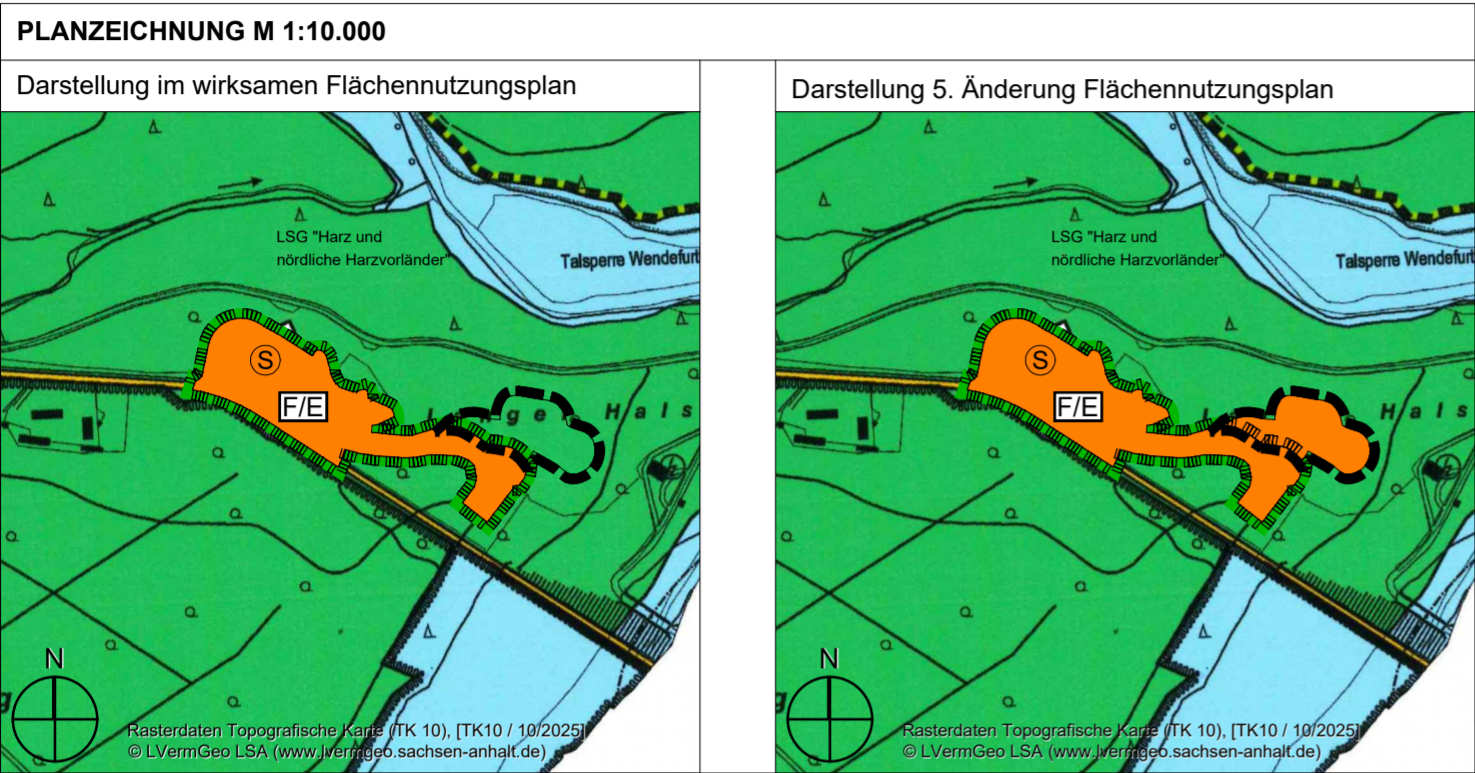 PLANZEICHNUNG M 1:10.000
Darstellung im wirksamen Flächennutzungsplan
LSG "Harz und
nördliche Harzvorländer"
Talsperre Wendefurt
S
F/E
Hals
N
Rasterdaten Topografische Karte (TK 10), [TK10 / 10/2025]
© LVermGeo LSA (www.lvermgeo.sachsen-anhalt.de)
Darstellung 5. Änderung Flächennutzungsplan
LSG "Harz und
nördliche Harzvorländer"
Talsperre Wendefurt
S
F/E
Hals
N
Rasterdaten Topografische Karte (TK 10), [TK10 / 10/2025]
© LVermGeo LSA (www.lvermgeo.sachsen-anhalt.de)